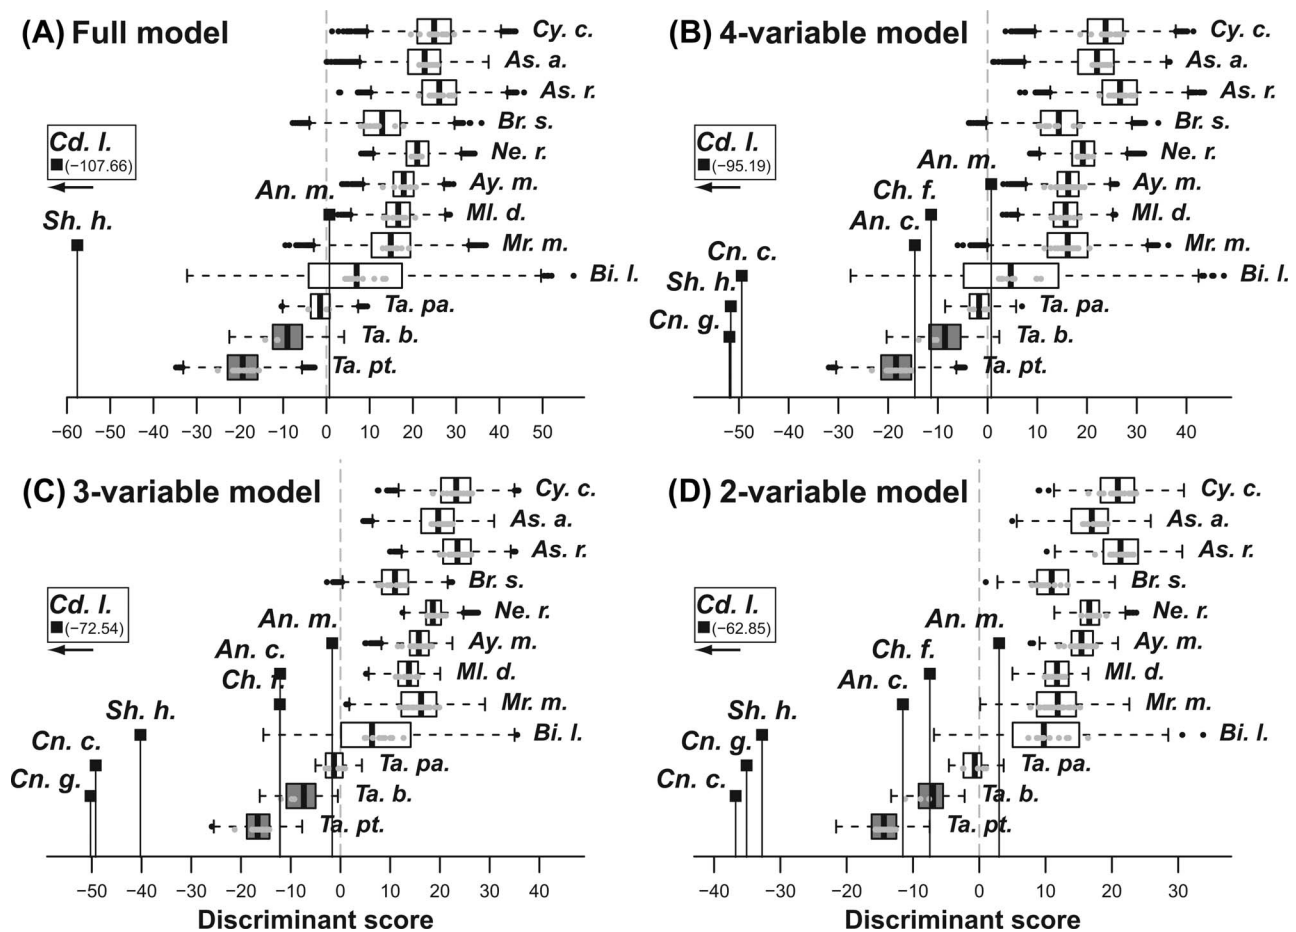 (A) Full model
Cy. c.
As. a.
As. r.
Br. s.
Cd. l.
(−107.66)
Ne. r.
An. m.
Ay. m.
Sh. h.
Ml. d.
Mr. m.
Bi. l.
Ta. pa.
Ta. b.
Ta. pt.
−60 −50 −40 −30 −20 −10 0 10 20 30 40 50
(B) 4-variable model
Cy. c.
As. a.
As. r.
Br. s.
Cd. l.
(−95.19)
Ne. r.
An. m.
Ay. m.
Ch. f.
Ml. d.
An. c.
Mr. m.
Cn. c.
Bi. l.
Sh. h.
Ta. pa.
Cn. g.
Ta. b.
Ta. pt.
−50 −40 −30 −20 −10 0 10 20 30 40
(C) 3-variable model
Cy. c.
As. a.
As. r.
Br. s.
Cd. l.
(−72.54)
Ne. r.
An. m.
Ay. m.
An. c.
Ml. d.
Ch. f.
Mr. m.
Sh. h.
Bi. l.
Cn. c.
Ta. pa.
Cn. g.
Ta. b.
Ta. pt.
−50 −40 −30 −20 −10 0 10 20 30 40
Discriminant score
(D) 2-variable model
Cy. c.
As. a.
As. r.
Br. s.
Cd. l.
(−62.85)
Ne. r.
An. m.
Ay. m.
Ch. f.
Ml. d.
An. c.
Mr. m.
Sh. h.
Bi. l.
Cn. g.
Ta. pa.
Cn. c.
Ta. b.
Ta. pt.
−40 −30 −20 −10 0 10 20 30
Discriminant score